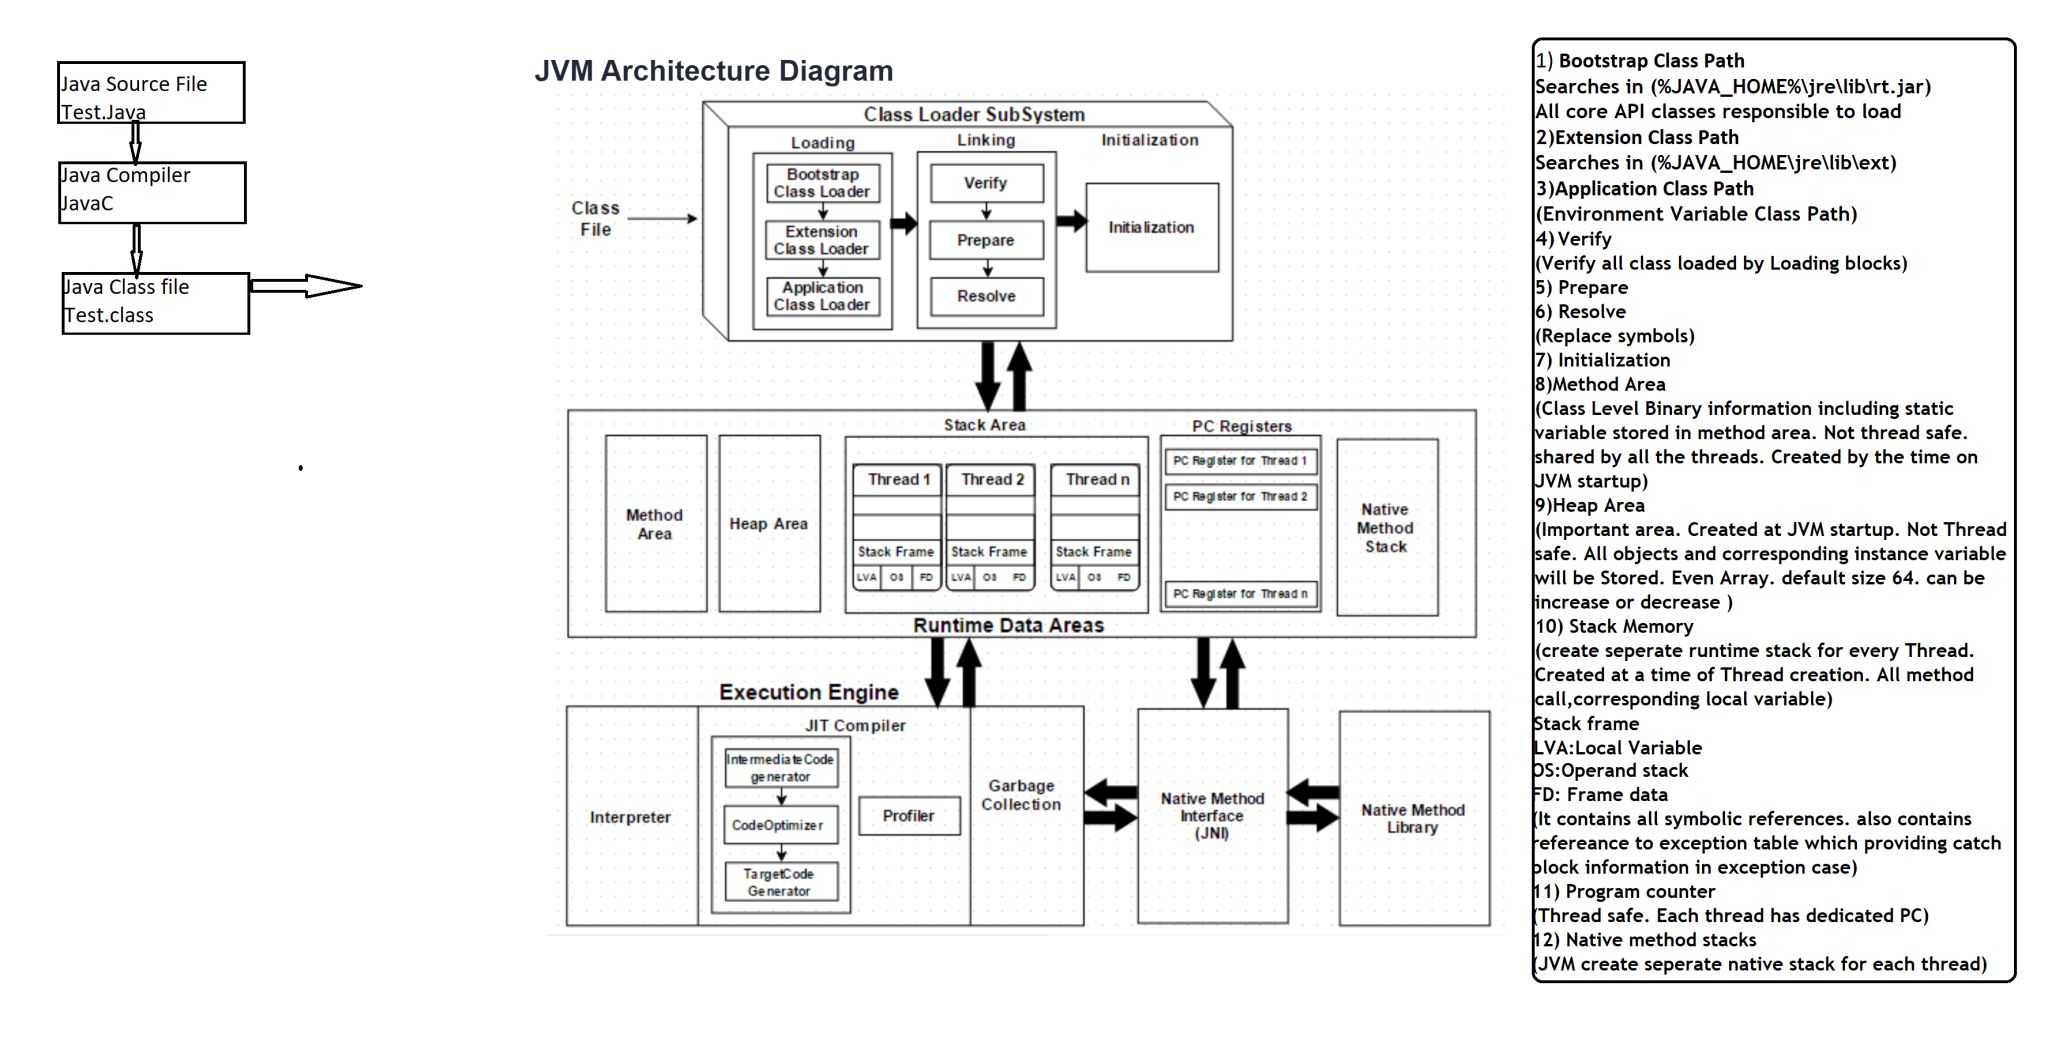 Java Source File
Test.Java
Java Compiler
JavaC
Java Class file
Test.class
JVM Architecture Diagram
Class Loader SubSystem
Loading
Linking
Initialization
Bootstrap
Class Loader
Extension
Class Loader
Application
Class Loader
Verify
Prepare
Resolve
Initialization
Class
File
Stack Area
PC Registers
Method
Area
Heap Area
Thread 1
Stack Frame
LVA OS FD
Thread 2
Stack Frame
LVA OS FD
Thread n
Stack Frame
LVA OS FD
PC Register for Thread 1
PC Register for Thread 2
PC Register for Thread n
Native
Method
Stack
Runtime Data Areas
Execution Engine
Interpreter
JIT Compiler
Intermediate Code
generator
CodeOptimizer
TargetCode
Generator
Profiler
Garbage
Collection
Native Method
Interface
(JNI)
Native Method
Library
1) Bootstrap Class Path
Searches in (%JAVA_HOME%\jre\lib\rt.jar)
All core API classes responsible to load
2)Extension Class Path
Searches in (%JAVA_HOME\jre\lib\ext)
3)Application Class Path
(Environment Variable Class Path)
4) Verify
(Verify all class loaded by Loading blocks)
5) Prepare
6) Resolve
(Replace symbols)
7) Initialization
8)Method Area
(Class Level Binary information including static
variable stored in method area. Not thread safe.
shared by all the threads. Created by the time on
JVM startup)
9)Heap Area
(Important area. Created at JVM startup. Not Thread
safe. All objects and corresponding instance variable
will be Stored. Even Array. default size 64. can be
increase or decrease )
10) Stack Memory
(create seperate runtime stack for every Thread.
Created at a time of Thread creation. All method
call,corresponding local variable)
Stack frame
LVA:Local Variable
OS:Operand stack
FD: Frame data
(It contains all symbolic references. also contains
refereance to exception table which providing catch
block information in exception case)
11) Program counter
(Thread safe. Each thread has dedicated PC)
12) Native method stacks
(JVM create seperate native stack for each thread)